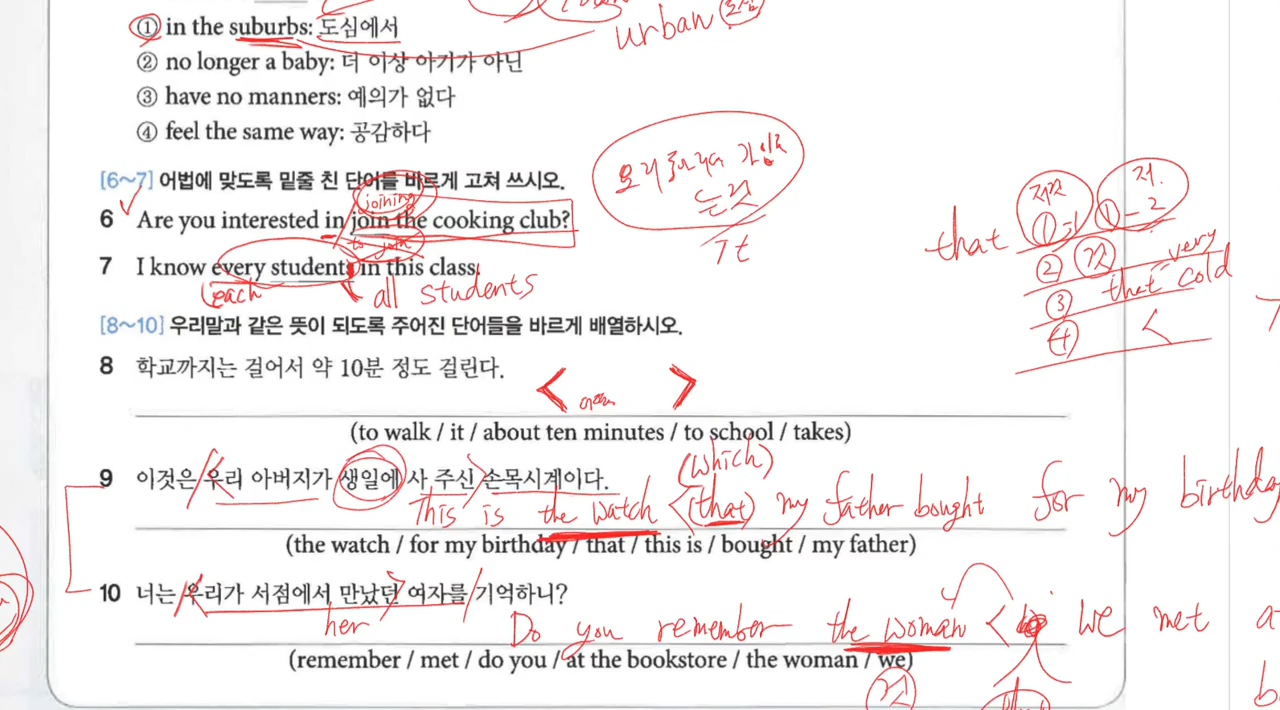 ① in the suburbs: 도심에서
urban
② no longer a baby: 더 이상 아기가 아닌
③ have no manners: 예의가 없다
④ feel the same way: 공감하다
[6~7] 어법에 맞도록 밑줄 친 단어들을 바르게 고쳐 쓰시오.
joining
6 Are you interested in join the cooking club?
to join
7 I know every students in this class.
each
all students
that
① ① - 2
② 것
very
③ that cold
④ <
[8~10] 우리말과 같은 뜻이 되도록 주어진 단어들을 바르게 배열하시오.
8 학교까지는 걸어서 약 10분 정도 걸린다.
(to walk / it / about ten minutes / to school / takes)
9 이것은 우리 아버지가 생일에 사 주신 손목시계이다.
(which)
This is the watch < (that) my father bought for my birthday
(the watch / for my birthday / that / this is / bought / my father)
10 너는 우리가 서점에서 만났던 여자를 기억하니?
her
Do you remember the woman < we met
(remember / met / do you / at the bookstore / the woman / we)